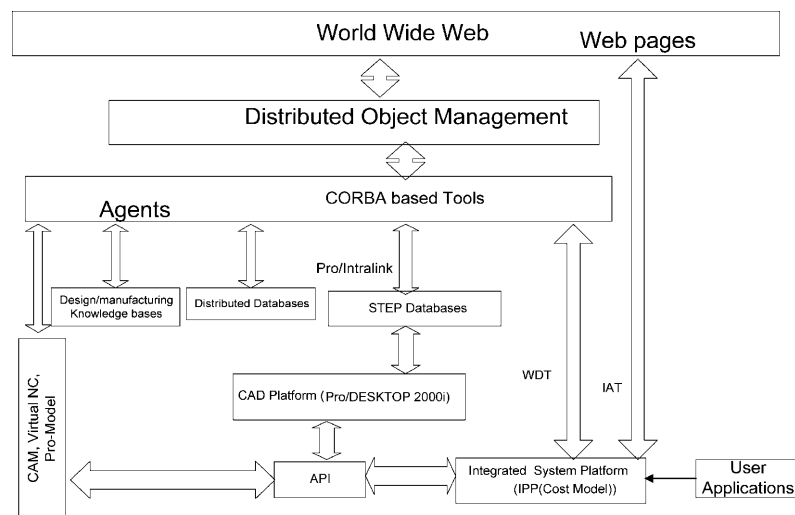 World Wide Web
Web pages
Distributed Object Management
CORBA based Tools
Agents
Pro/Intralink
Design/manufacturing
Knowledge bases
Distributed Databases
STEP Databases
WDT
IAT
CAD Platform (Pro/DESKTOP 2000i)
CAM, Virtual NC,
Pro-Model
API
Integrated System Platform
(IPP(Cost Model))
User
Applications